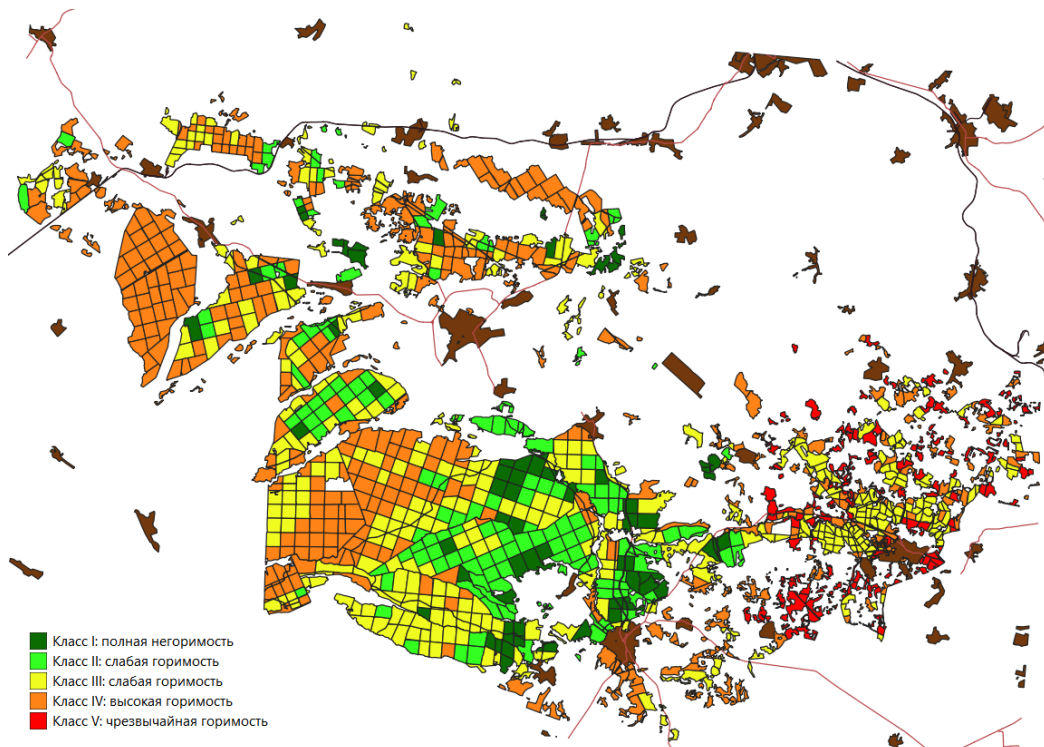 Класс I: полная негоримость
Класс II: слабая горимость
Класс III: слабая горимость
Класс IV: высокая горимость
Класс V: чрезвычайная горимость